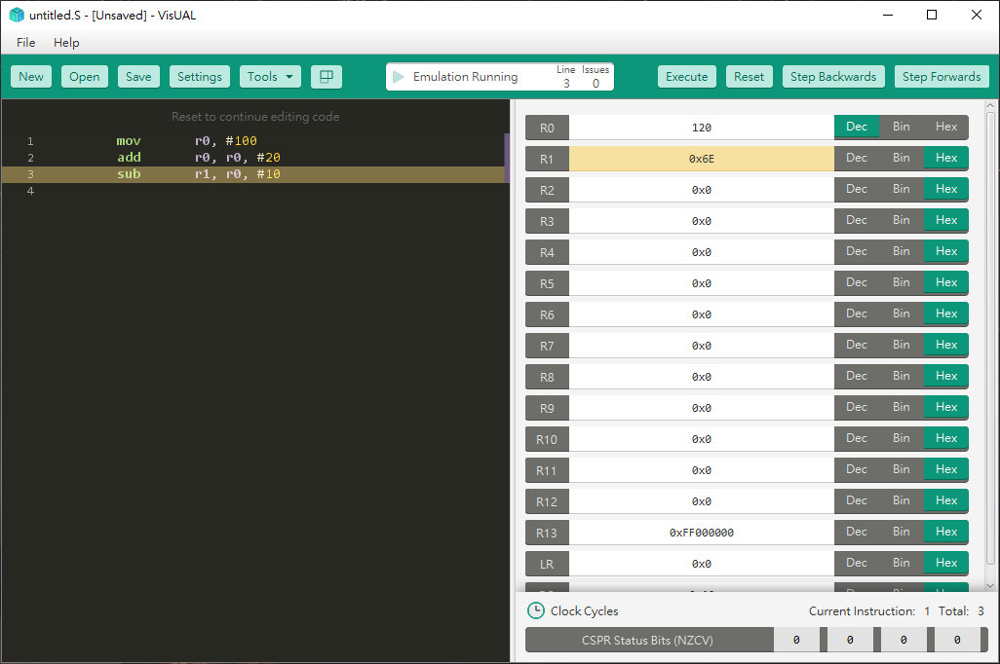 untitled.S - [Unsaved] - VisUAL
File Help
New Open Save Settings Tools Emulation Running Line 3 Issues 0 Execute Reset Step Backwards Step Forwards
Reset to continue editing code
1 mov r0, #100
2 add r0, r0, #20
3 sub r1, r0, #10
4
R0 120 Dec Bin Hex
R1 0x6E Dec Bin Hex
R2 0x0 Dec Bin Hex
R3 0x0 Dec Bin Hex
R4 0x0 Dec Bin Hex
R5 0x0 Dec Bin Hex
R6 0x0 Dec Bin Hex
R7 0x0 Dec Bin Hex
R8 0x0 Dec Bin Hex
R9 0x0 Dec Bin Hex
R10 0x0 Dec Bin Hex
R11 0x0 Dec Bin Hex
R12 0x0 Dec Bin Hex
R13 0xFF000000 Dec Bin Hex
LR 0x0 Dec Bin Hex
Clock Cycles Current Instruction: 1 Total: 3
CSPR Status Bits (NZCV) 0 0 0 0